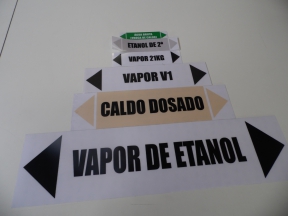 ETANOL DE 2ª
VAPOR 21KG
VAPOR V1
CALDO DOSADO
VAPOR DE ETANOL